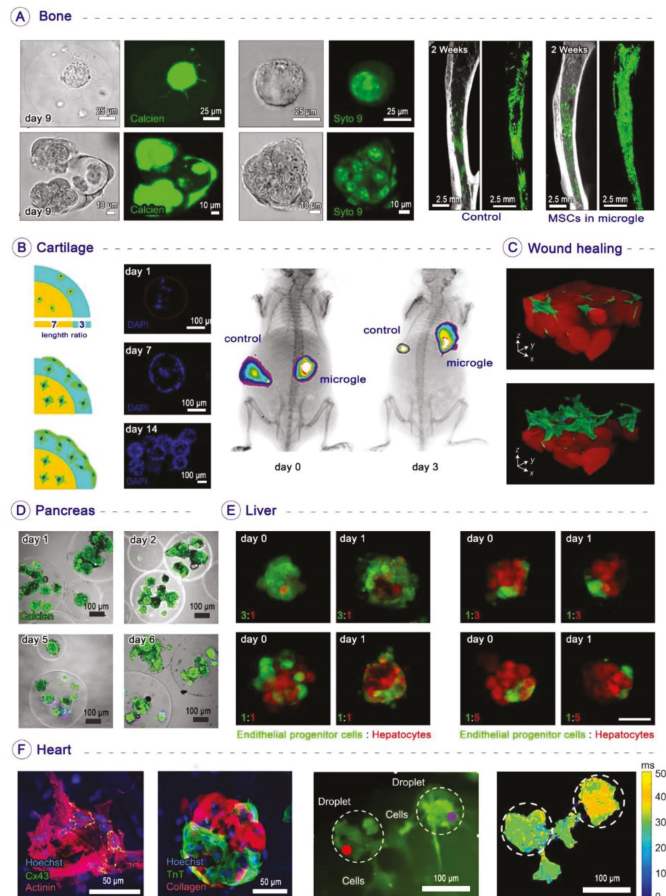 A Bone
day 9
25 µm
Calcien
25 µm
25 µm
Syto 9
25 µm
2 Weeks
2.5 mm
2.5 mm
2 Weeks
2.5 mm
2.5 mm
day 9
10 µm
Calcien
10 µm
10 µm
Syto 9
10 µm
Control
MSCs in microgle
B Cartilage
C Wound healing
7 3
lenghth ratio
day 1
100 µm
DAPI
day 7
100 µm
DAPI
day 14
100 µm
DAPI
control
microgle
day 0
control
microgle
day 3
z y x
z y x
D Pancreas
E Liver
day 1
Calcien
100 µm
day 2
100 µm
day 5
100 µm
day 6
100 µm
day 0
3:1
day 1
3:1
day 0
1:3
day 1
1:3
day 0
1:1
day 1
1:1
day 0
1:5
day 1
1:5
Endithelial progenitor cells : Hepatocytes
Endithelial progenitor cells : Hepatocytes
F Heart
Hoechst
Cx43
Actinin
50 µm
Hoechst
TnT
Collagen
50 µm
Droplet
Droplet
Cells
Cells
100 µm
100 µm
ms
50
40
30
20
10
0